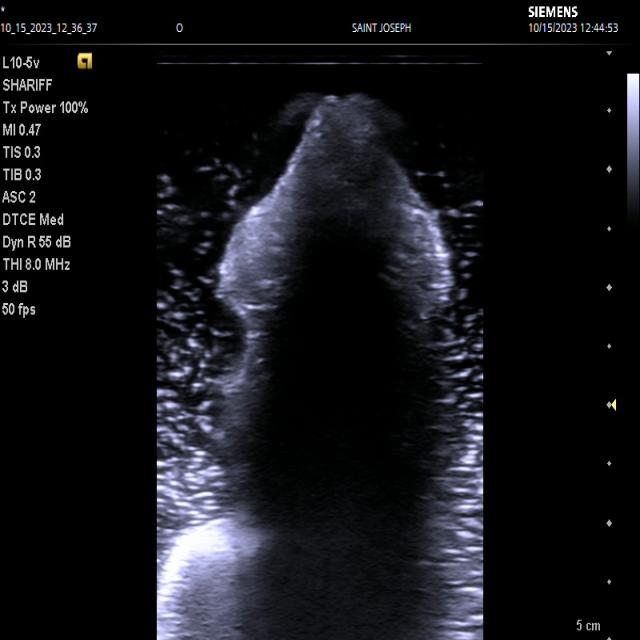 *
SIEMENS
10_15_2023_12_36_37 O SAINT JOSEPH 10/15/2023 12:44:53
L10-5v
SHARIFF
Tx Power 100%
MI 0.47
TIS 0.3
TIB 0.3
ASC 2
DTCE Med
Dyn R 55 dB
THI 8.0 MHz
3 dB
50 fps
5 cm